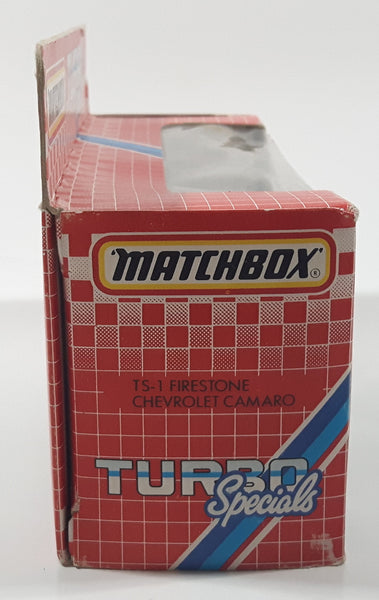 "MATCHBOX"®
TS-1 FIRESTONE
CHEVROLET CAMARO
TURBO
Specials